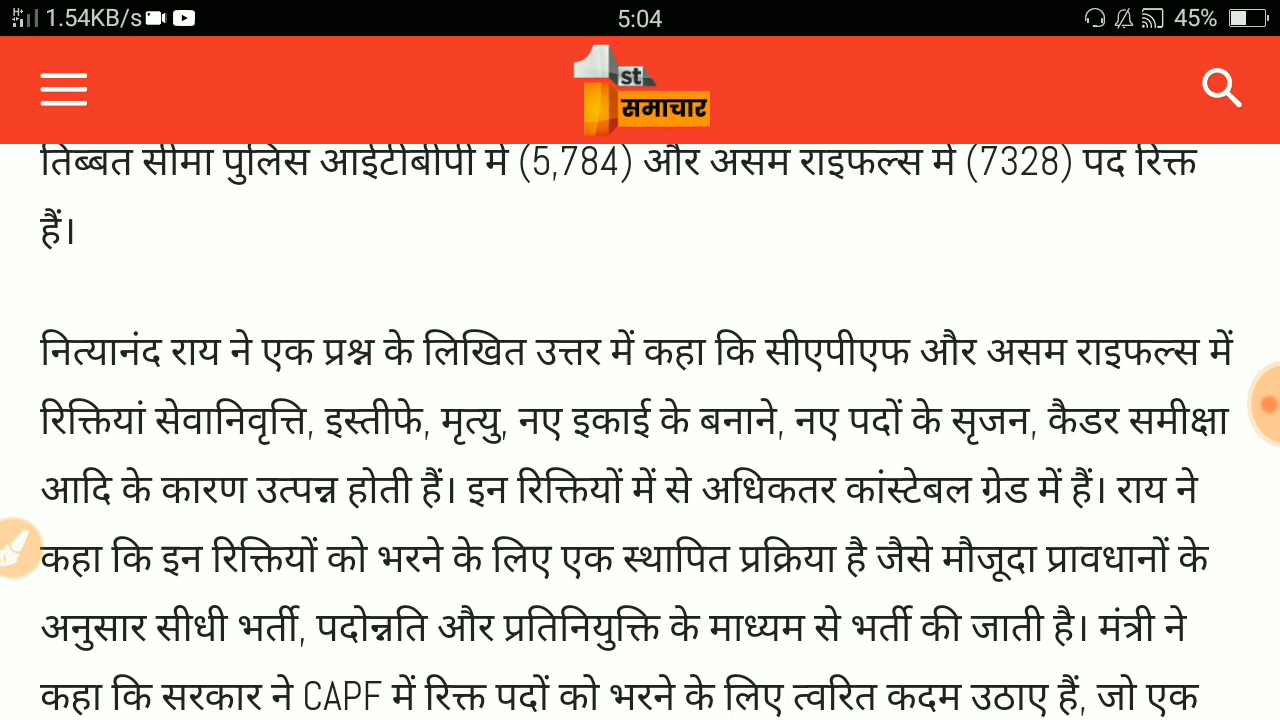 1.54KB/s
5:04
45%
1st
समाचार
तिब्बत सीमा पुलिस आईटीबीपी में (5,784) और असम राइफल्स में (7328) पद रिक्त
हैं।
नित्यानंद राय ने एक प्रश्न के लिखित उत्तर में कहा कि सीएपीएफ और असम राइफल्स में
रिक्तियां सेवानिवृत्ति, इस्तीफे, मृत्यु, नए इकाई के बनाने, नए पदों के सृजन, कैडर समीक्षा
आदि के कारण उत्पन्न होती हैं। इन रिक्तियों में से अधिकतर कांस्टेबल ग्रेड में हैं। राय ने
कहा कि इन रिक्तियों को भरने के लिए एक स्थापित प्रक्रिया है जैसे मौजूदा प्रावधानों के
अनुसार सीधी भर्ती, पदोन्नति और प्रतिनियुक्ति के माध्यम से भर्ती की जाती है। मंत्री ने
कहा कि सरकार ने CAPF में रिक्त पदों को भरने के लिए त्वरित कदम उठाए हैं, जो एक